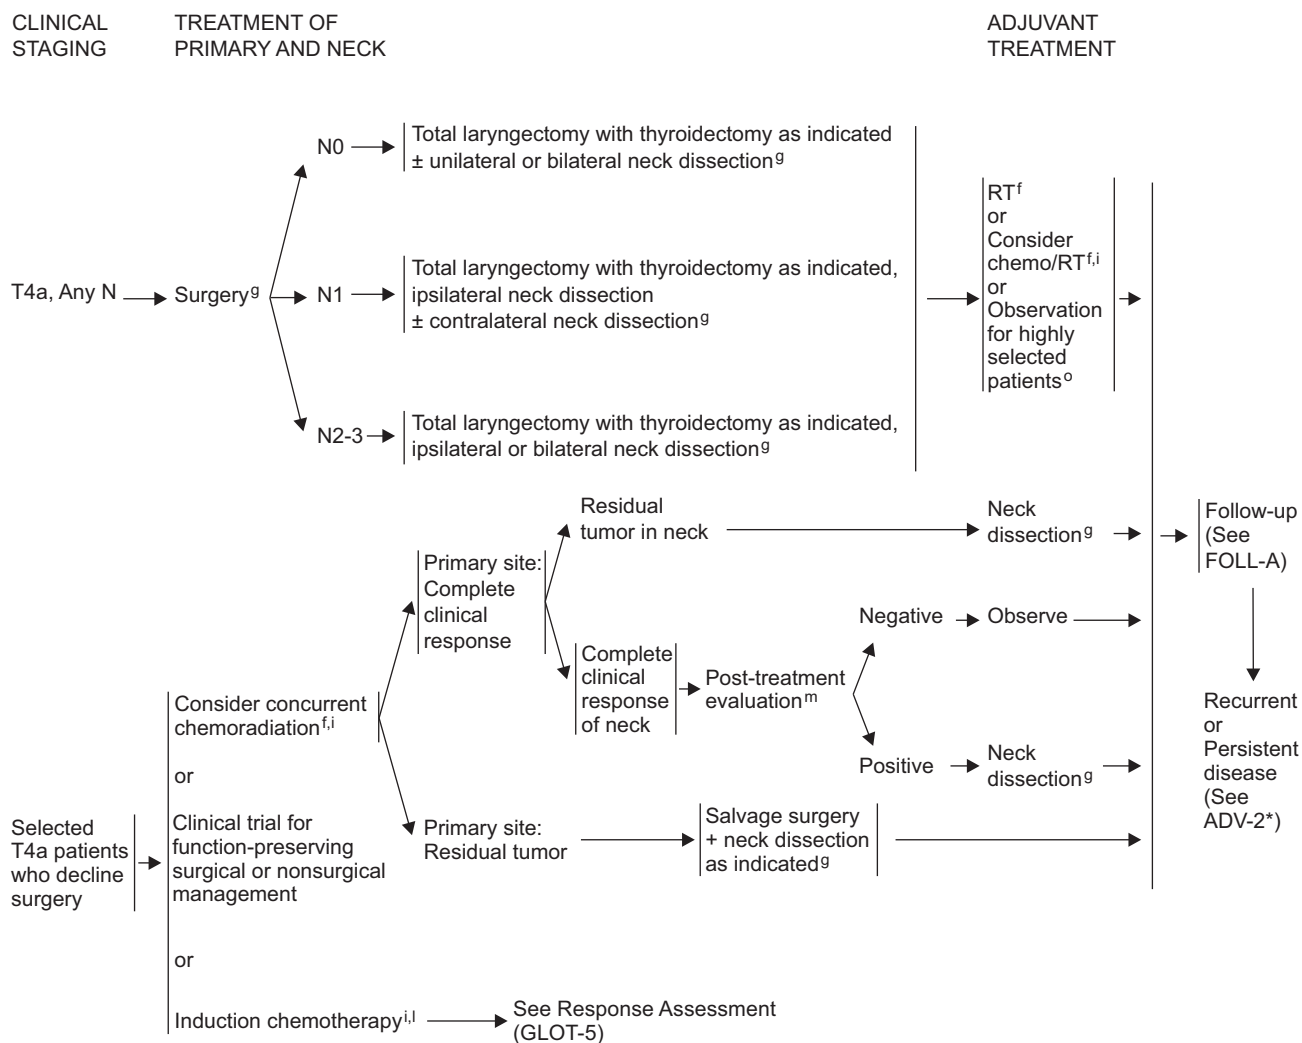 CLINICAL
STAGING
TREATMENT OF
PRIMARY AND NECK
ADJUVANT
TREATMENT
T4a, Any N
Surgeryᵍ
N0
Total laryngectomy with thyroidectomy as indicated
± unilateral or bilateral neck dissectionᵍ
N1
Total laryngectomy with thyroidectomy as indicated,
ipsilateral neck dissection
± contralateral neck dissectionᵍ
N2-3
Total laryngectomy with thyroidectomy as indicated,
ipsilateral or bilateral neck dissectionᵍ
RTᶠ
or
Consider
chemo/RTᶠ,ⁱ
or
Observation
for highly
selected
patientsᵒ
Selected
T4a patients
who decline
surgery
Consider concurrent
chemoradiationᶠ,ⁱ
or
Clinical trial for
function-preserving
surgical or nonsurgical
management
or
Induction chemotherapyⁱ,ˡ
See Response Assessment
(GLOT-5)
Primary site:
Complete
clinical
response
Residual
tumor in neck
Neck
dissectionᵍ
Complete
clinical
response
of neck
Post-treatment
evaluationᵐ
Negative
Observe
Positive
Neck
dissectionᵍ
Primary site:
Residual tumor
Salvage surgery
+ neck dissection
as indicatedᵍ
Follow-up
(See
FOLL-A)
Recurrent
or
Persistent
disease
(See
ADV-2*)